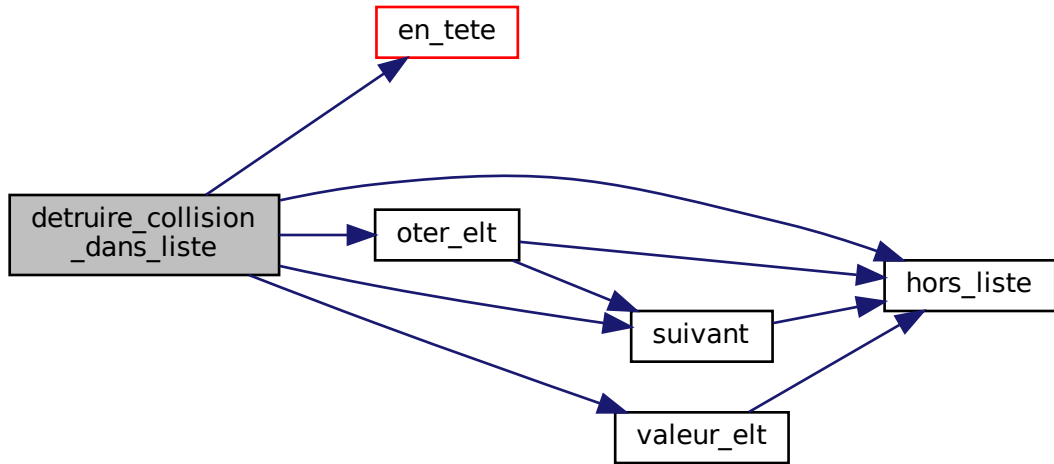 en_tete
detruire_collision
_dans_liste
oter_elt
hors_liste
suivant
valeur_elt